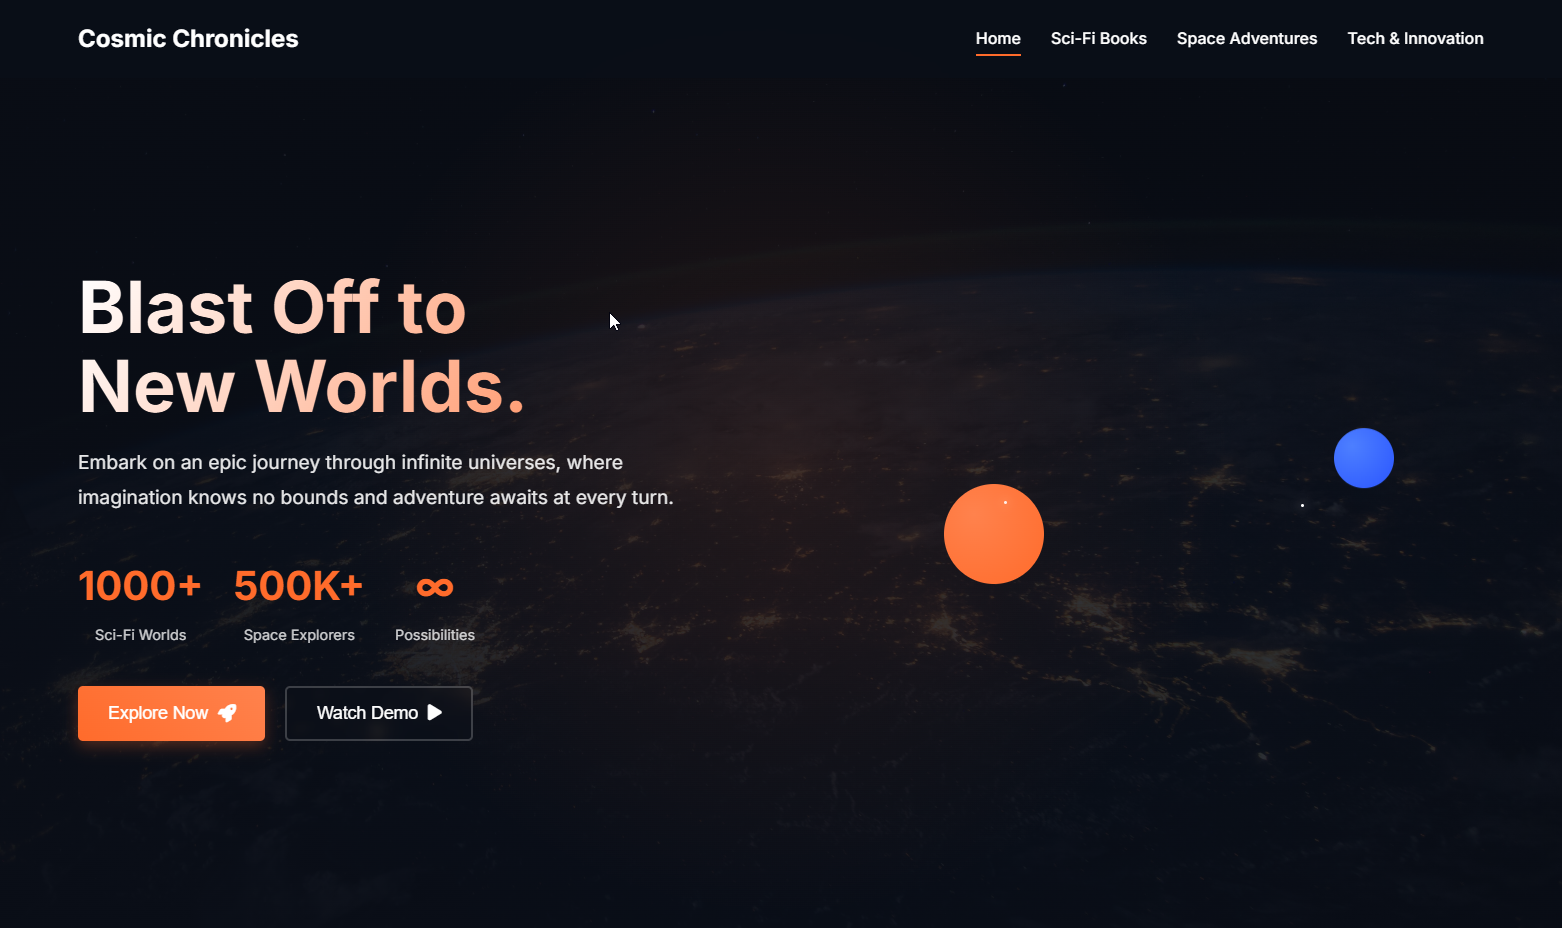 Cosmic Chronicles
Home
Sci-Fi Books
Space Adventures
Tech & Innovation
Blast Off to
New Worlds.
Embark on an epic journey through infinite universes, where
imagination knows no bounds and adventure awaits at every turn.
1000+
Sci-Fi Worlds
500K+
Space Explorers
∞
Possibilities
Explore Now
Watch Demo